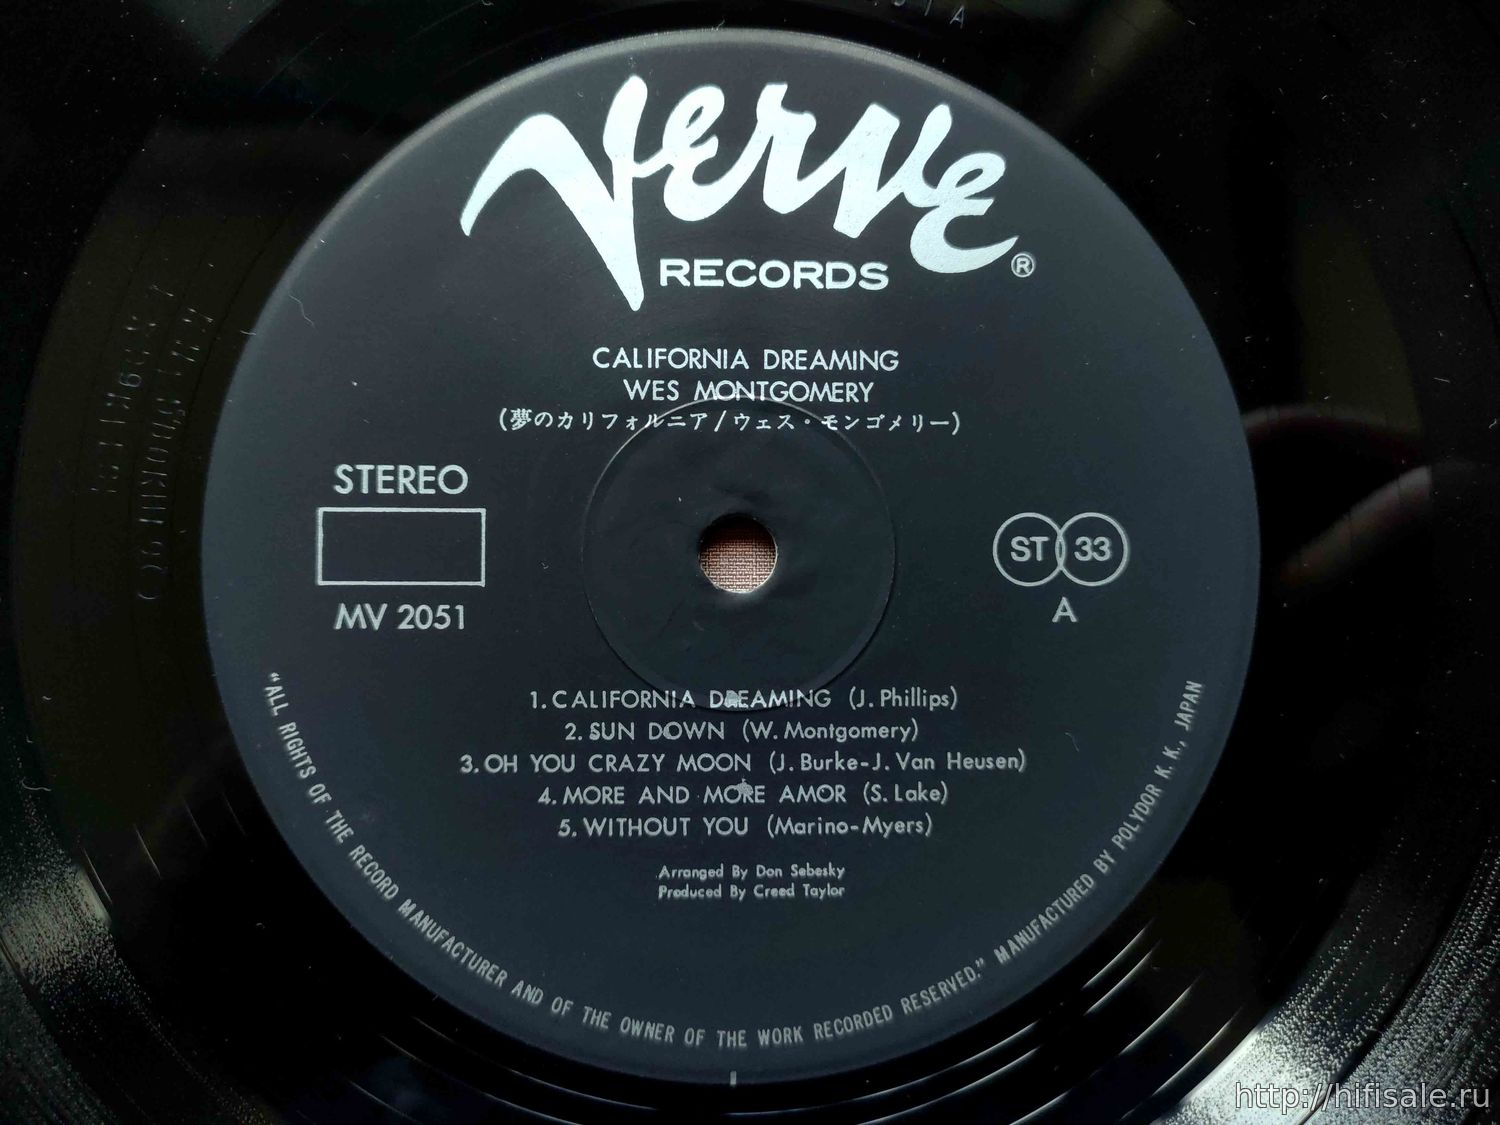 Verve
RECORDS ®
CALIFORNIA DREAMING
WES MONTGOMERY
(夢のカリフォルニア/ウェス・モンゴメリー)
STEREO
MV 2051
ST 33
A
1. CALIFORNIA DREAMING (J. Phillips)
2. SUN DOWN (W. Montgomery)
3. OH YOU CRAZY MOON (J. Burke-J. Van Heusen)
4. MORE AND MORE AMOR (S. Lake)
5. WITHOUT YOU (Marino-Myers)
Arranged By Don Sebesky
Produced By Creed Taylor
"ALL RIGHTS OF THE RECORD MANUFACTURER AND OF THE OWNER OF THE WORK RECORDED RESERVED." MANUFACTURED BY POLYDOR K. K., JAPAN
http://hifisale.ru